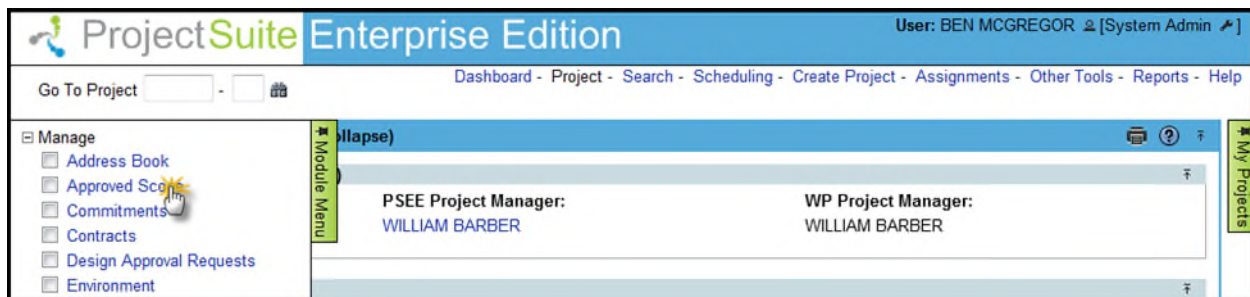 ProjectSuite Enterprise Edition
User: BEN MCGREGOR [System Admin ]
Go To Project -
Dashboard - Project - Search - Scheduling - Create Project - Assignments - Other Tools - Reports - Help
Manage
Address Book
Approved Scope
Commitments
Contracts
Design Approval Requests
Environment
Module Menu
ollapse)
)
PSEE Project Manager:
WILLIAM BARBER
WP Project Manager:
WILLIAM BARBER
My Projects